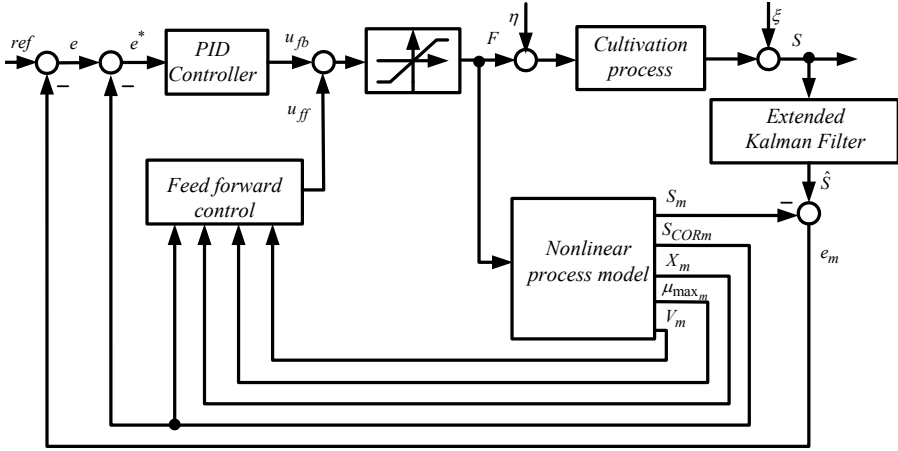 ref
e
e*
PID
Controller
u_fb
F
η
Cultivation
process
ξ
S
u_ff
Extended
Kalman Filter
Ŝ
Feed forward
control
Nonlinear
process model
S_m
S_CORm
X_m
μ_max_m
V_m
e_m